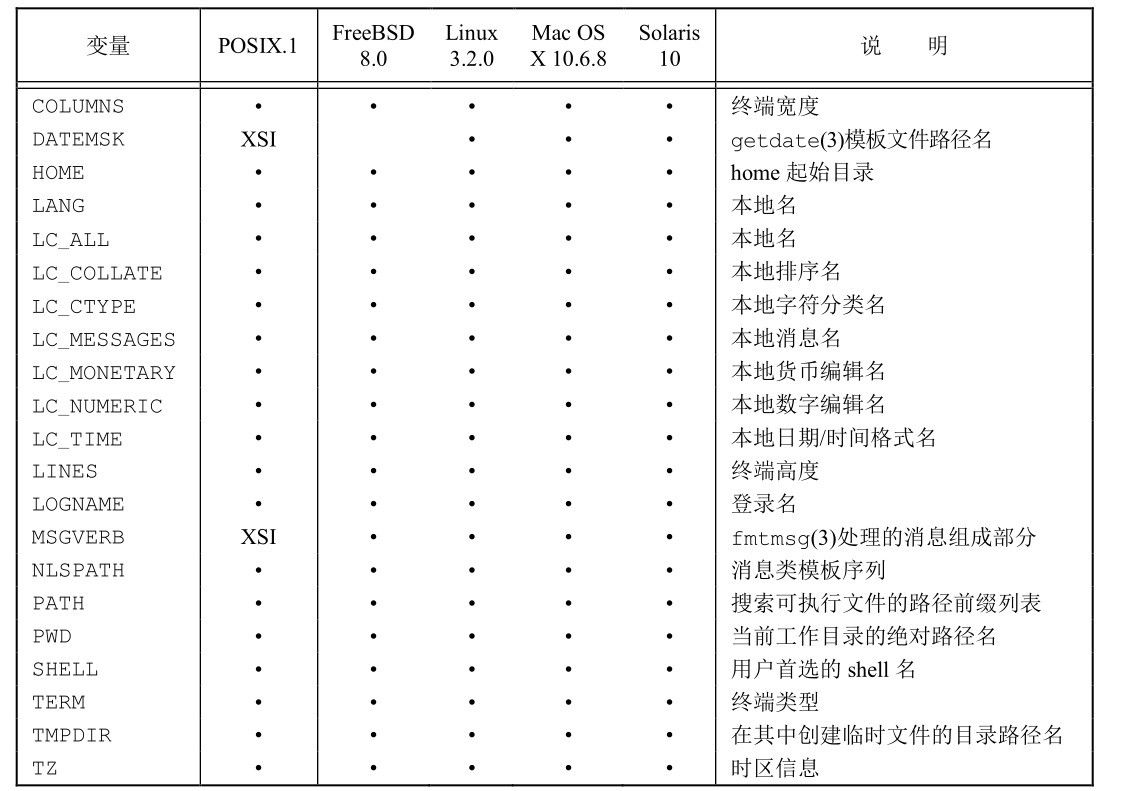 变量 POSIX.1 FreeBSD 8.0 Linux 3.2.0 Mac OS X 10.6.8 Solaris 10 说 明
COLUMNS • • • • • 终端宽度
DATEMSK XSI • • • getdate(3)模板文件路径名
HOME • • • • • home 起始目录
LANG • • • • • 本地名
LC_ALL • • • • • 本地名
LC_COLLATE • • • • • 本地排序名
LC_CTYPE • • • • • 本地字符分类名
LC_MESSAGES • • • • • 本地消息名
LC_MONETARY • • • • • 本地货币编辑名
LC_NUMERIC • • • • • 本地数字编辑名
LC_TIME • • • • • 本地日期/时间格式名
LINES • • • • • 终端高度
LOGNAME • • • • • 登录名
MSGVERB XSI • • • • fmtmsg(3)处理的消息组成部分
NLSPATH • • • • • 消息类模板序列
PATH • • • • • 搜索可执行文件的路径前缀列表
PWD • • • • • 当前工作目录的绝对路径名
SHELL • • • • • 用户首选的 shell 名
TERM • • • • • 终端类型
TMPDIR • • • • • 在其中创建临时文件的目录路径名
TZ • • • • • 时区信息